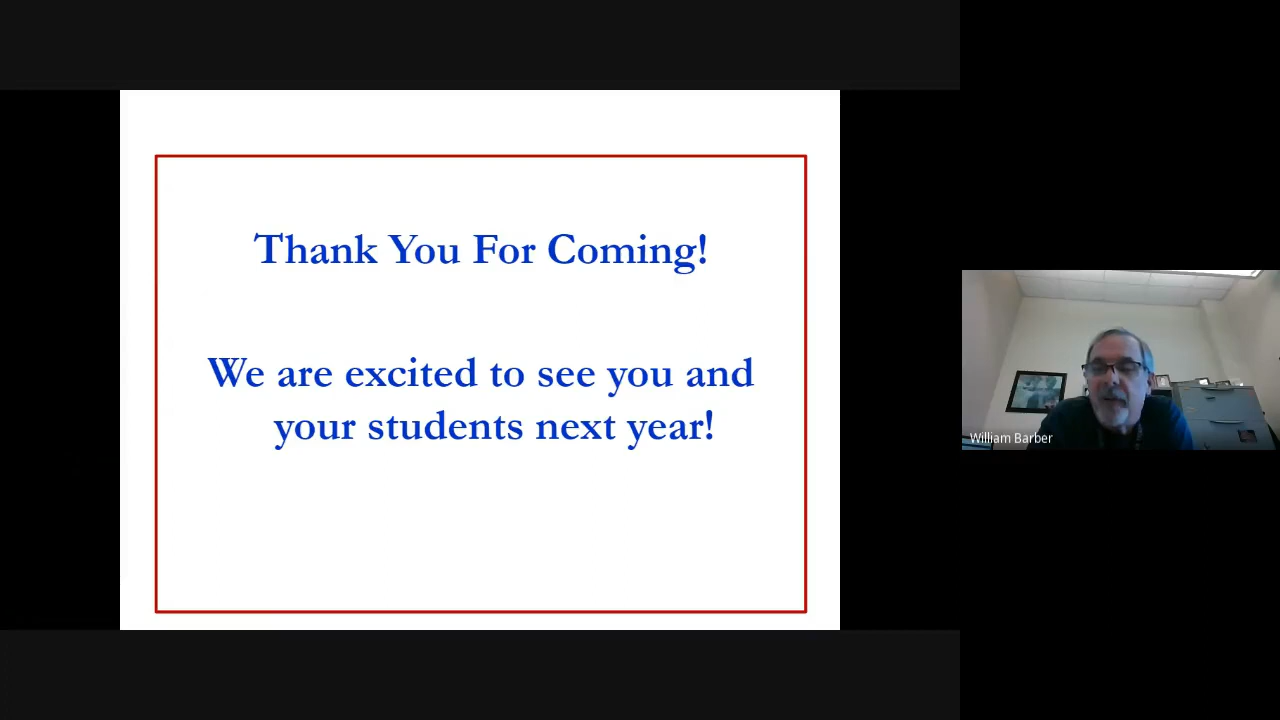 Thank You For Coming!
We are excited to see you and
your students next year!
William Barber